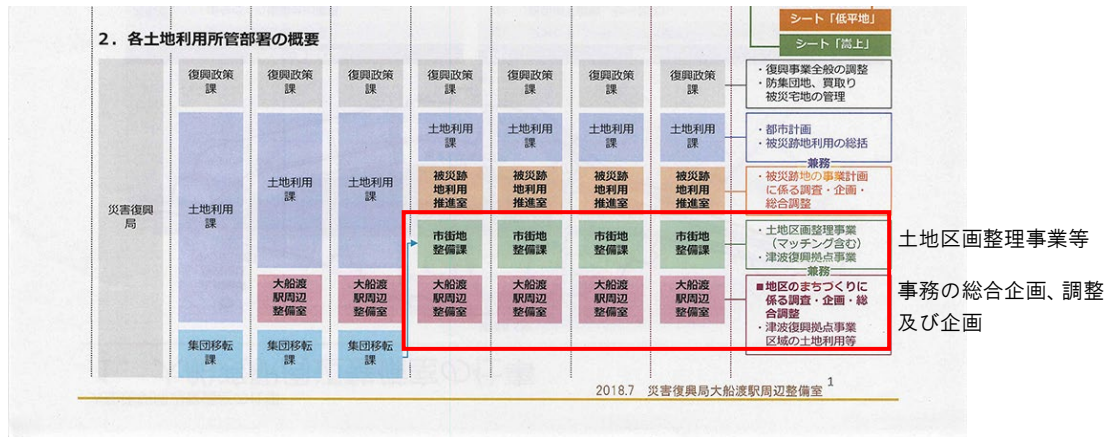 シート「低平地」
シート「嵩上」
2．各土地利用所管部署の概要
災害復興
局
復興政策
課
復興政策
課
復興政策
課
復興政策
課
復興政策
課
復興政策
課
復興政策
課
・復興事業全般の調整
・防集団地、買取り
被災宅地の管理
土地利用
課
土地利用
課
土地利用
課
土地利用
課
土地利用
課
土地利用
課
土地利用
課
・都市計画
・被災跡地利用の総括
兼務
被災跡
地利用
推進室
被災跡
地利用
推進室
被災跡
地利用
推進室
被災跡
地利用
推進室
・被災跡地の事業計画
に係る調査・企画・
総合調整
市街地
整備課
市街地
整備課
市街地
整備課
市街地
整備課
・土地区画整理事業
（マッチング含む）
・津波復興拠点事業
兼務
土地区画整理事業等
大船渡
駅周辺
整備室
大船渡
駅周辺
整備室
大船渡
駅周辺
整備室
大船渡
駅周辺
整備室
大船渡
駅周辺
整備室
大船渡
駅周辺
整備室
■地区のまちづくりに
係る調査・企画・総
合調整
・津波復興拠点事業
区域の土地利用等
事務の総合企画、調整
及び企画
集団移転
課
集団移転
課
集団移転
課
2018.7　災害復興局大船渡駅周辺整備室
1